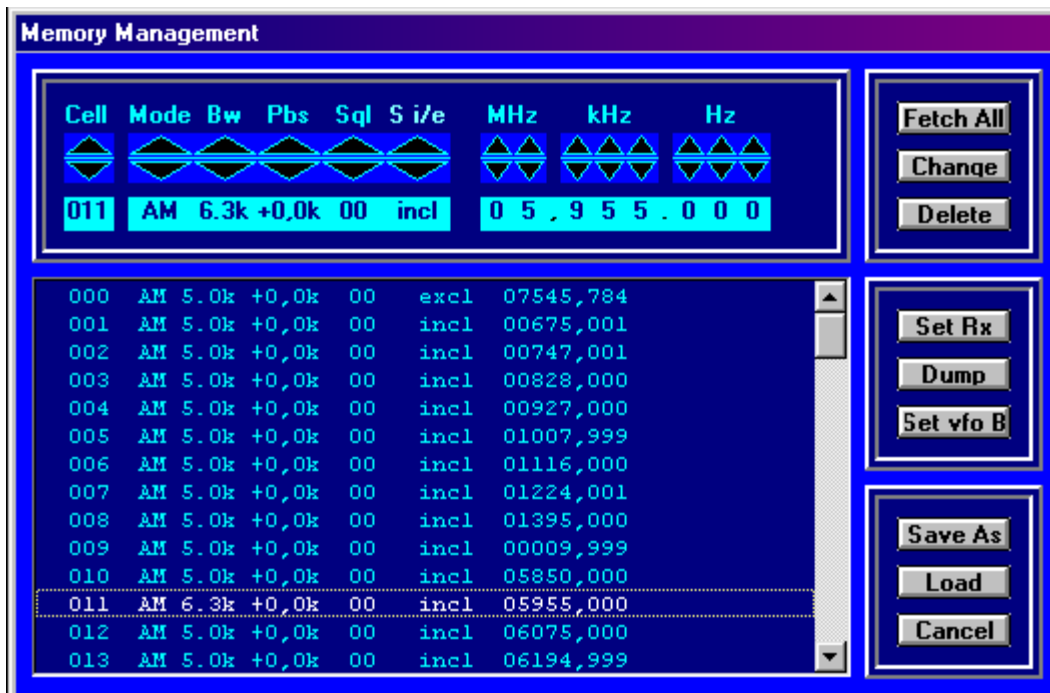 Memory Management
Cell Mode Bw Pbs Sql S i/e MHz kHz Hz
011 AM 6.3k +0,0k 00 incl 0 5 , 9 5 5 . 0 0 0
Fetch All
Change
Delete
000 AM 5.0k +0,0k 00 excl 07545,784
001 AM 5.0k +0,0k 00 incl 00675,001
002 AM 5.0k +0,0k 00 incl 00747,001
003 AM 5.0k +0,0k 00 incl 00828,000
004 AM 5.0k +0,0k 00 incl 00927,000
005 AM 5.0k +0,0k 00 incl 01007,999
006 AM 5.0k +0,0k 00 incl 01116,000
007 AM 5.0k +0,0k 00 incl 01224,001
008 AM 5.0k +0,0k 00 incl 01395,000
009 AM 5.0k +0,0k 00 incl 00009,999
010 AM 5.0k +0,0k 00 incl 05850,000
011 AM 6.3k +0,0k 00 incl 05955,000
012 AM 5.0k +0,0k 00 incl 06075,000
013 AM 5.0k +0,0k 00 incl 06194,999
Set Rx
Dump
Set vfo B
Save As
Load
Cancel